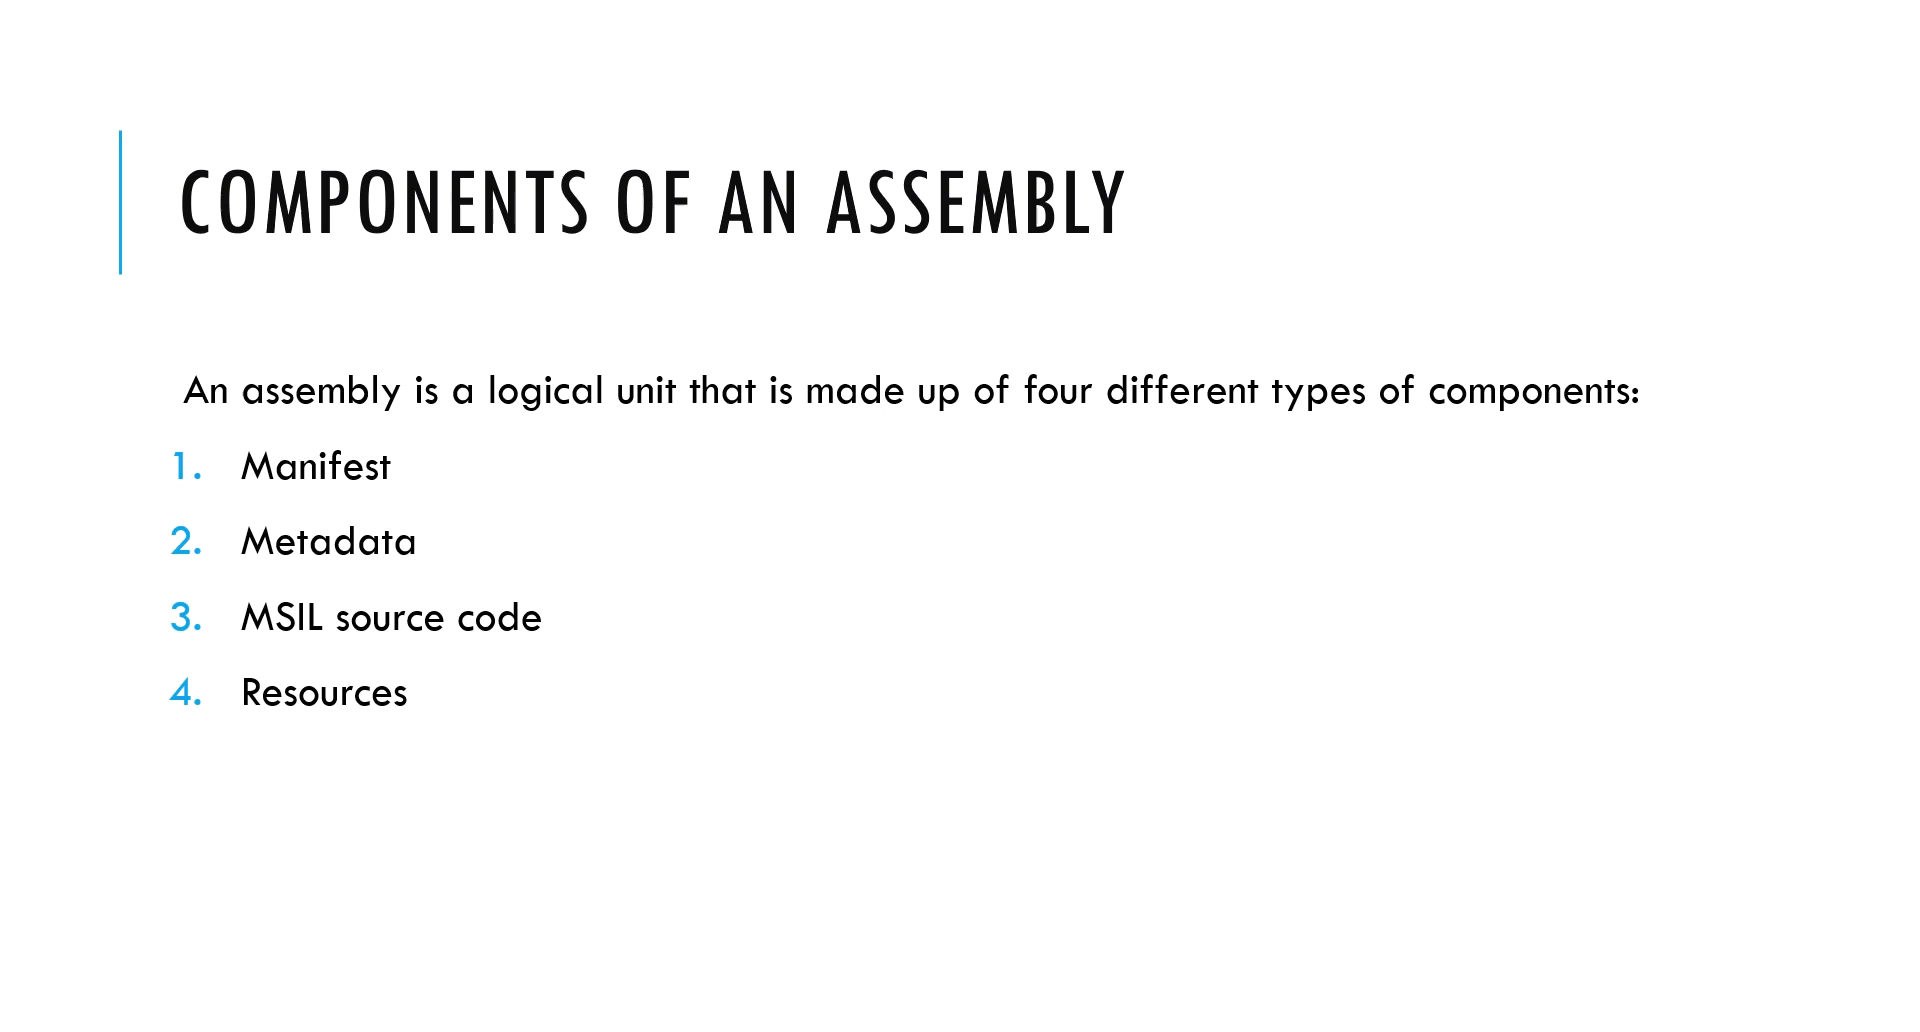 COMPONENTS OF AN ASSEMBLY
An assembly is a logical unit that is made up of four different types of components:
1. Manifest
2. Metadata
3. MSIL source code
4. Resources